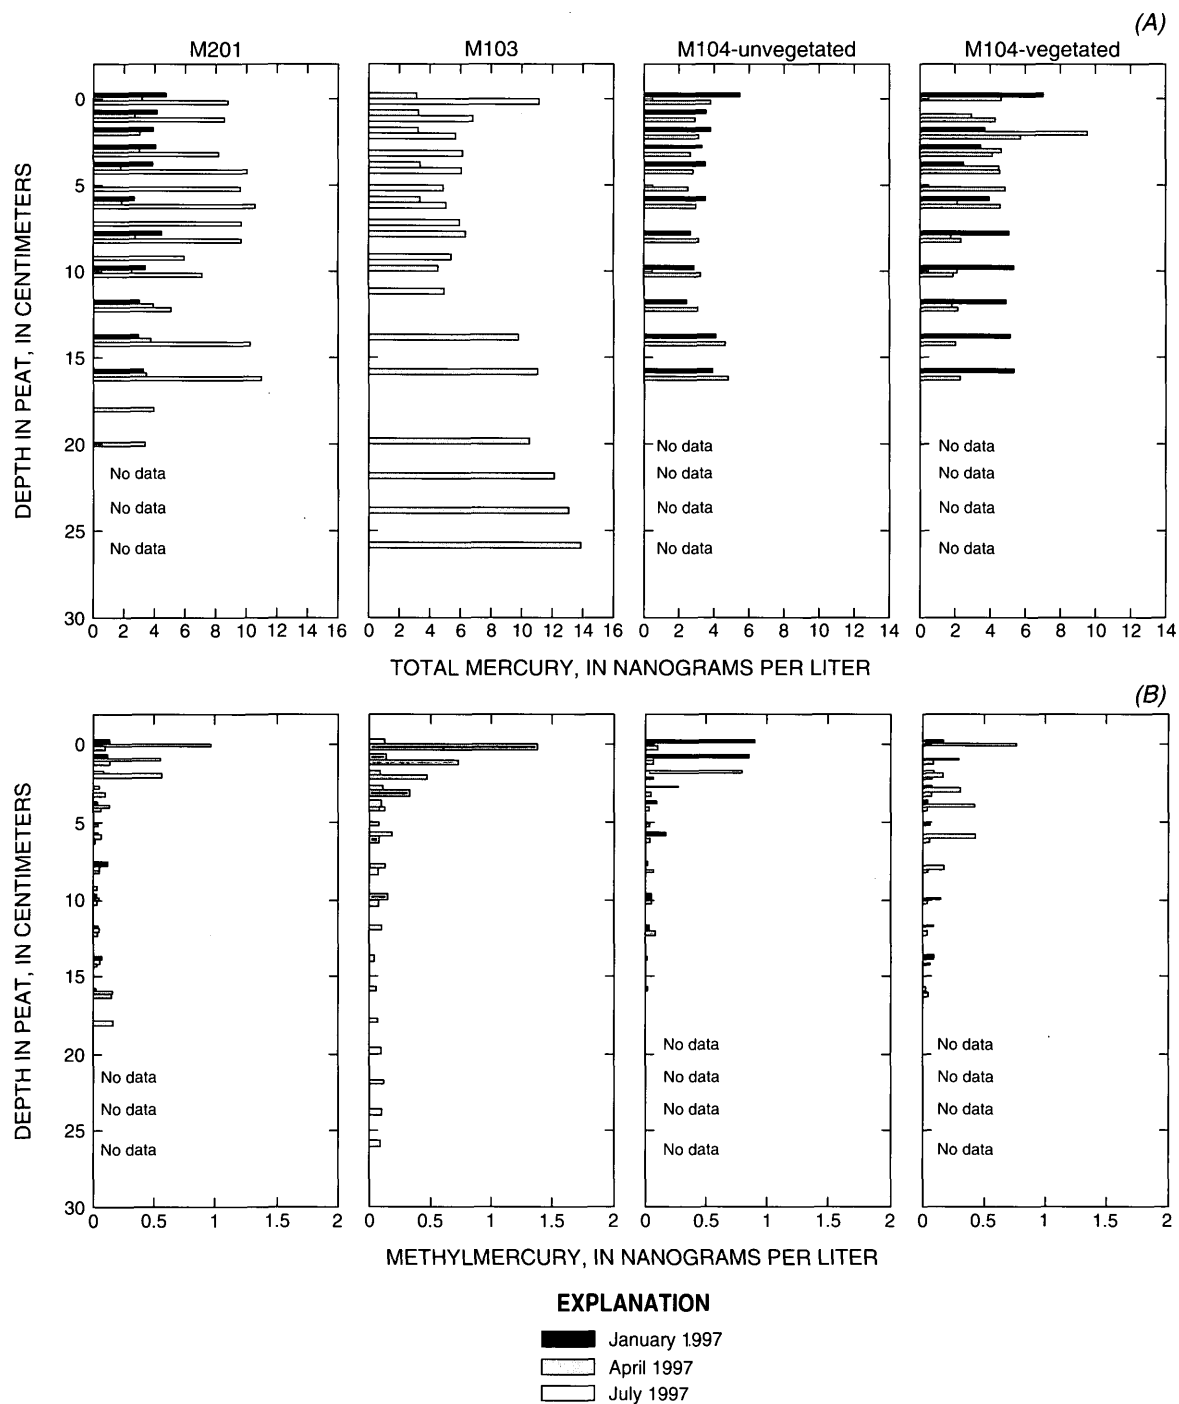 (A)
M201 M103 M104-unvegetated M104-vegetated
0
5
10
15
20
25
30
DEPTH IN PEAT, IN CENTIMETERS
No data No data
No data No data No data
No data No data No data
No data No data No data
0 2 4 6 8 10 12 14 16 0 2 4 6 8 10 12 14 16 0 2 4 6 8 10 12 14 0 2 4 6 8 10 12 14
TOTAL MERCURY, IN NANOGRAMS PER LITER
(B)
0
5
10
15
20
25
30
DEPTH IN PEAT, IN CENTIMETERS
No data No data
No data No data No data
No data No data No data
No data No data No data
0 0.5 1 1.5 2 0 0.5 1 1.5 2 0 0.5 1 1.5 2 0 0.5 1 1.5 2
METHYLMERCURY, IN NANOGRAMS PER LITER
EXPLANATION
January 1997
April 1997
July 1997